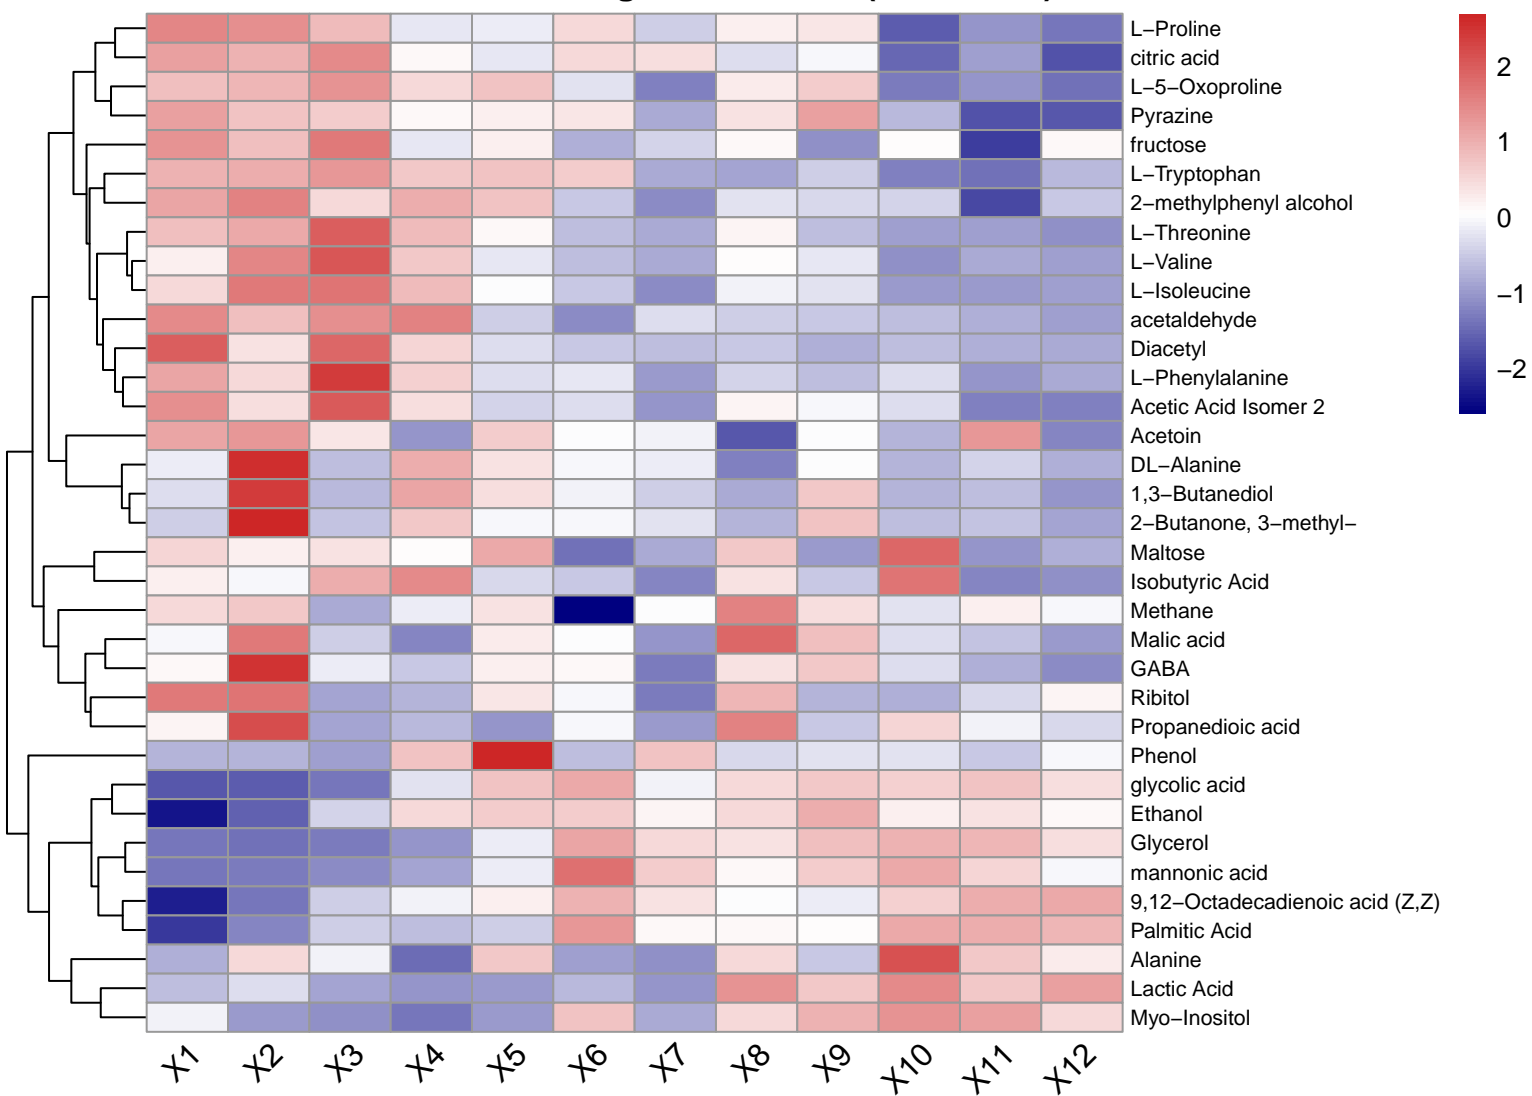 L−Proline
citric acid
L−5−Oxoproline
Pyrazine
fructose
L−Tryptophan
2−methylphenyl alcohol
L−Threonine
L−Valine
L−Isoleucine
acetaldehyde
Diacetyl
L−Phenylalanine
Acetic Acid Isomer 2
Acetoin
DL−Alanine
1,3−Butanediol
2−Butanone, 3−methyl−
Maltose
Isobutyric Acid
Methane
Malic acid
GABA
Ribitol
Propanedioic acid
Phenol
glycolic acid
Ethanol
Glycerol
mannonic acid
9,12−Octadecadienoic acid (Z,Z)
Palmitic Acid
Alanine
Lactic Acid
Myo−Inositol
X1 X2 X3 X4 X5 X6 X7 X8 X9 X10 X11 X12
2
1
0
−1
−2